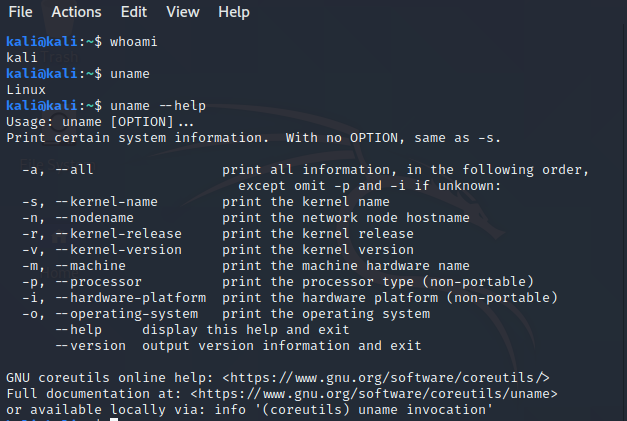 File Actions Edit View Help
kali@kali:~$ whoami
kali
kali@kali:~$ uname
Linux
kali@kali:~$ uname --help
Usage: uname [OPTION]...
Print certain system information.  With no OPTION, same as -s.
-a, --all                print all information, in the following order,
except omit -p and -i if unknown:
-s, --kernel-name        print the kernel name
-n, --nodename           print the network node hostname
-r, --kernel-release     print the kernel release
-v, --kernel-version     print the kernel version
-m, --machine            print the machine hardware name
-p, --processor          print the processor type (non-portable)
-i, --hardware-platform  print the hardware platform (non-portable)
-o, --operating-system   print the operating system
--help     display this help and exit
--version  output version information and exit
GNU coreutils online help: <https://www.gnu.org/software/coreutils/>
Full documentation at: <https://www.gnu.org/software/coreutils/uname>
or available locally via: info '(coreutils) uname invocation'